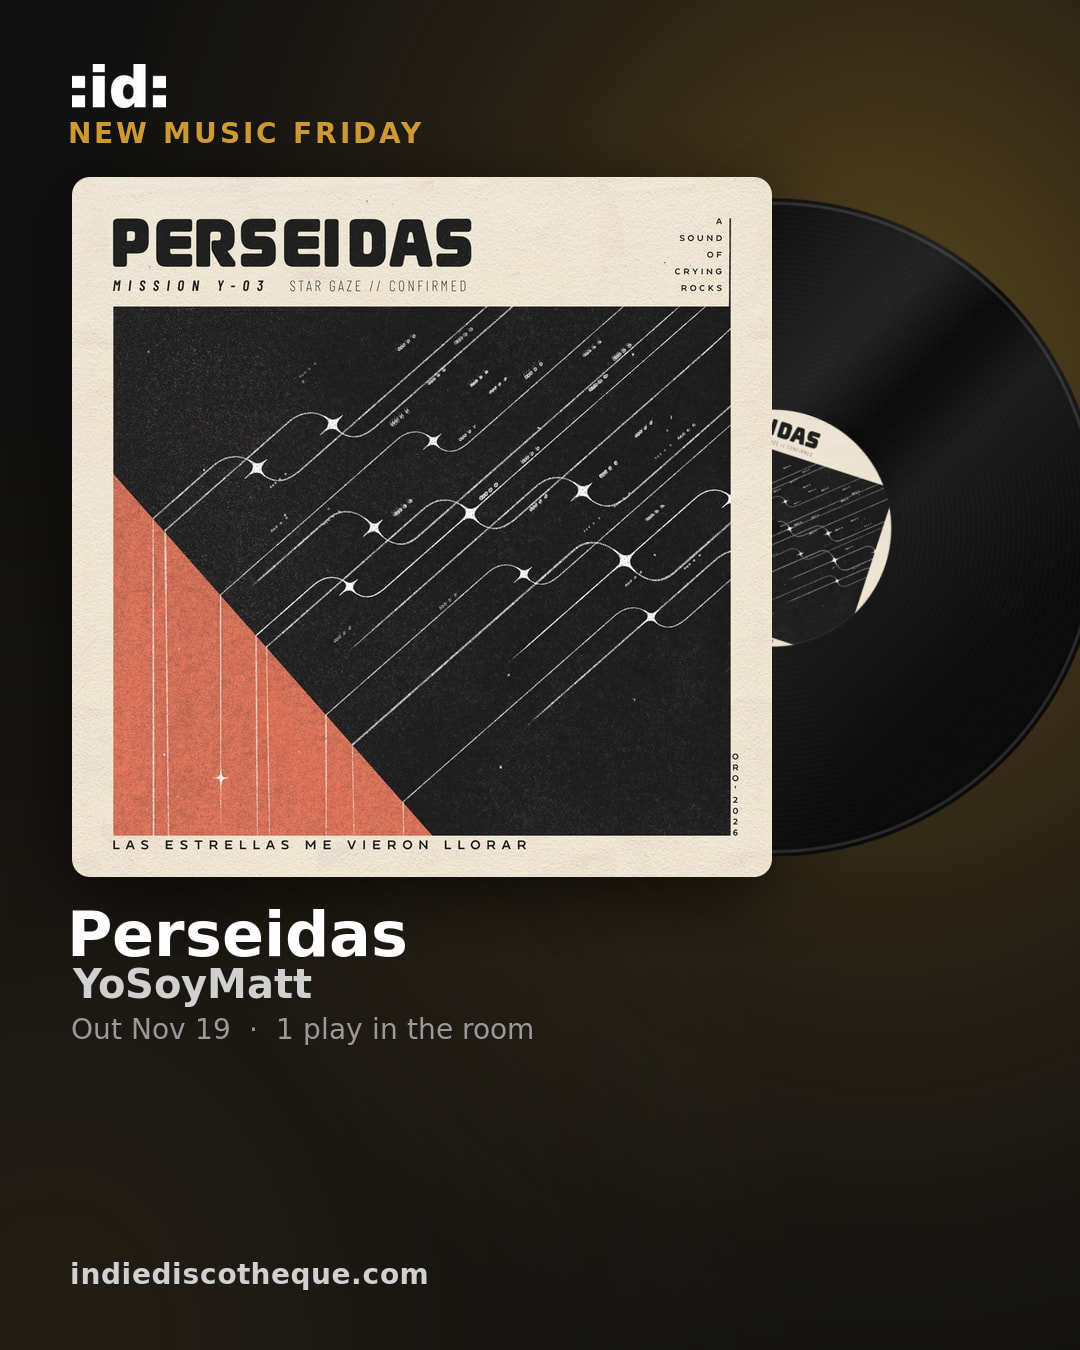 :id:
NEW MUSIC FRIDAY
PERSEIDAS
MISSION Y-03 STAR GAZE // CONFIRMED
A
SOUND
OF
CRYING
ROCKS
IDAS
ORO'2026
LAS ESTRELLAS ME VIERON LLORAR
Perseidas
YoSoyMatt
Out Nov 19 · 1 play in the room
indiediscotheque.com